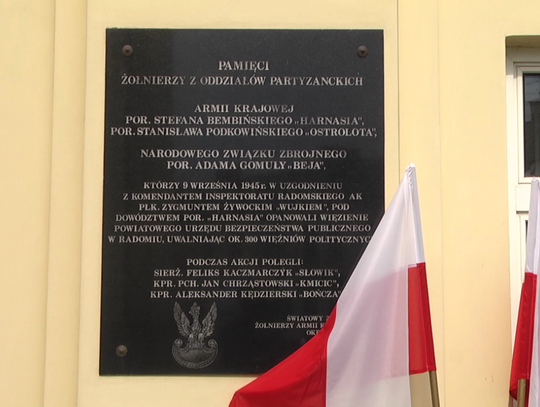 PAMIĘCI
ŻOŁNIERZY Z ODDZIAŁÓW PARTYZANCKICH
ARMII KRAJOWEJ
POR. STEFANA BEMBIŃSKIEGO „HARNASIA”,
POR. STANISŁAWA PODKOWIŃSKIEGO „OSTROLOTA”,
NARODOWEGO ZWIĄZKU ZBROJNEGO
POR. ADAMA GOMUŁY „BEJA”,
KTÓRZY 9 WRZEŚNIA 1945 r. W UZGODNIENIU
Z KOMENDANTEM INSPEKTORATU RADOMSKIEGO AK
PŁK. ZYGMUNTEM ŻYWOCKIM „WUJKIEM”, POD
DOWÓDZTWEM POR. „HARNASIA” OPANOWALI WIĘZIENIE
POWIATOWEGO URZĘDU BEZPIECZEŃSTWA PUBLICZNEGO
W RADOMIU, UWALNIAJĄC OK. 300 WIĘŹNIÓW POLITYCZNYCH
PODCZAS AKCJI POLEGLI:
SIERŻ. FELIKS KACZMARCZYK „SŁOWIK”,
KPR. PCH. JAN CHRZĄSTOWSKI „KMICIC”,
KPR. ALEKSANDER KĘDZIERSKI „BOŃCZA”
ŚWIATOWY
ŻOŁNIERZY ARMII